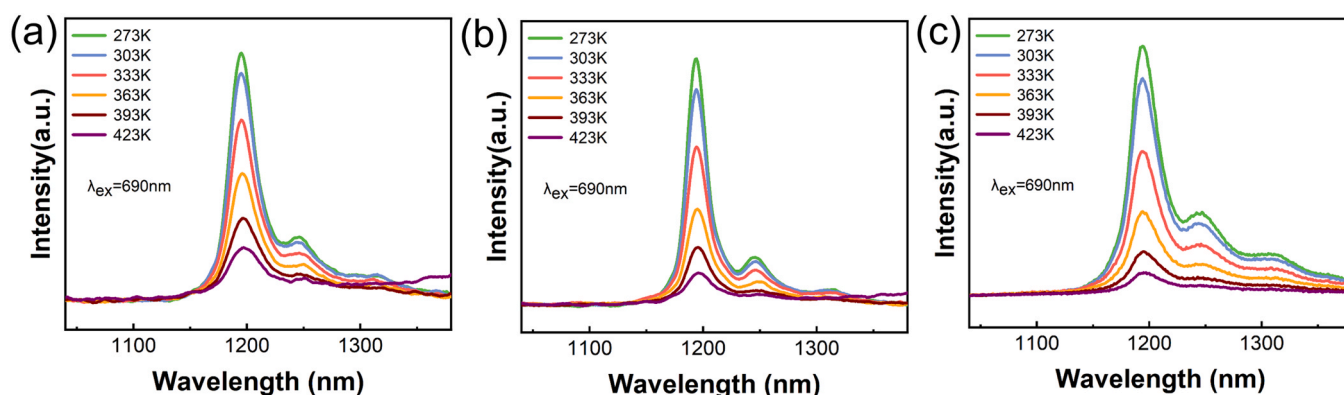 (a)
273K
303K
333K
363K
393K
423K
λex=690nm
Intensity(a.u.)
1100 1200 1300
Wavelength (nm)
(b)
273K
303K
333K
363K
393K
423K
λex=690nm
Intensity(a.u.)
1100 1200 1300
Wavelength (nm)
(c)
273K
303K
333K
363K
393K
423K
λex=690nm
Intensity(a.u.)
1100 1200 1300
Wavelength (nm)